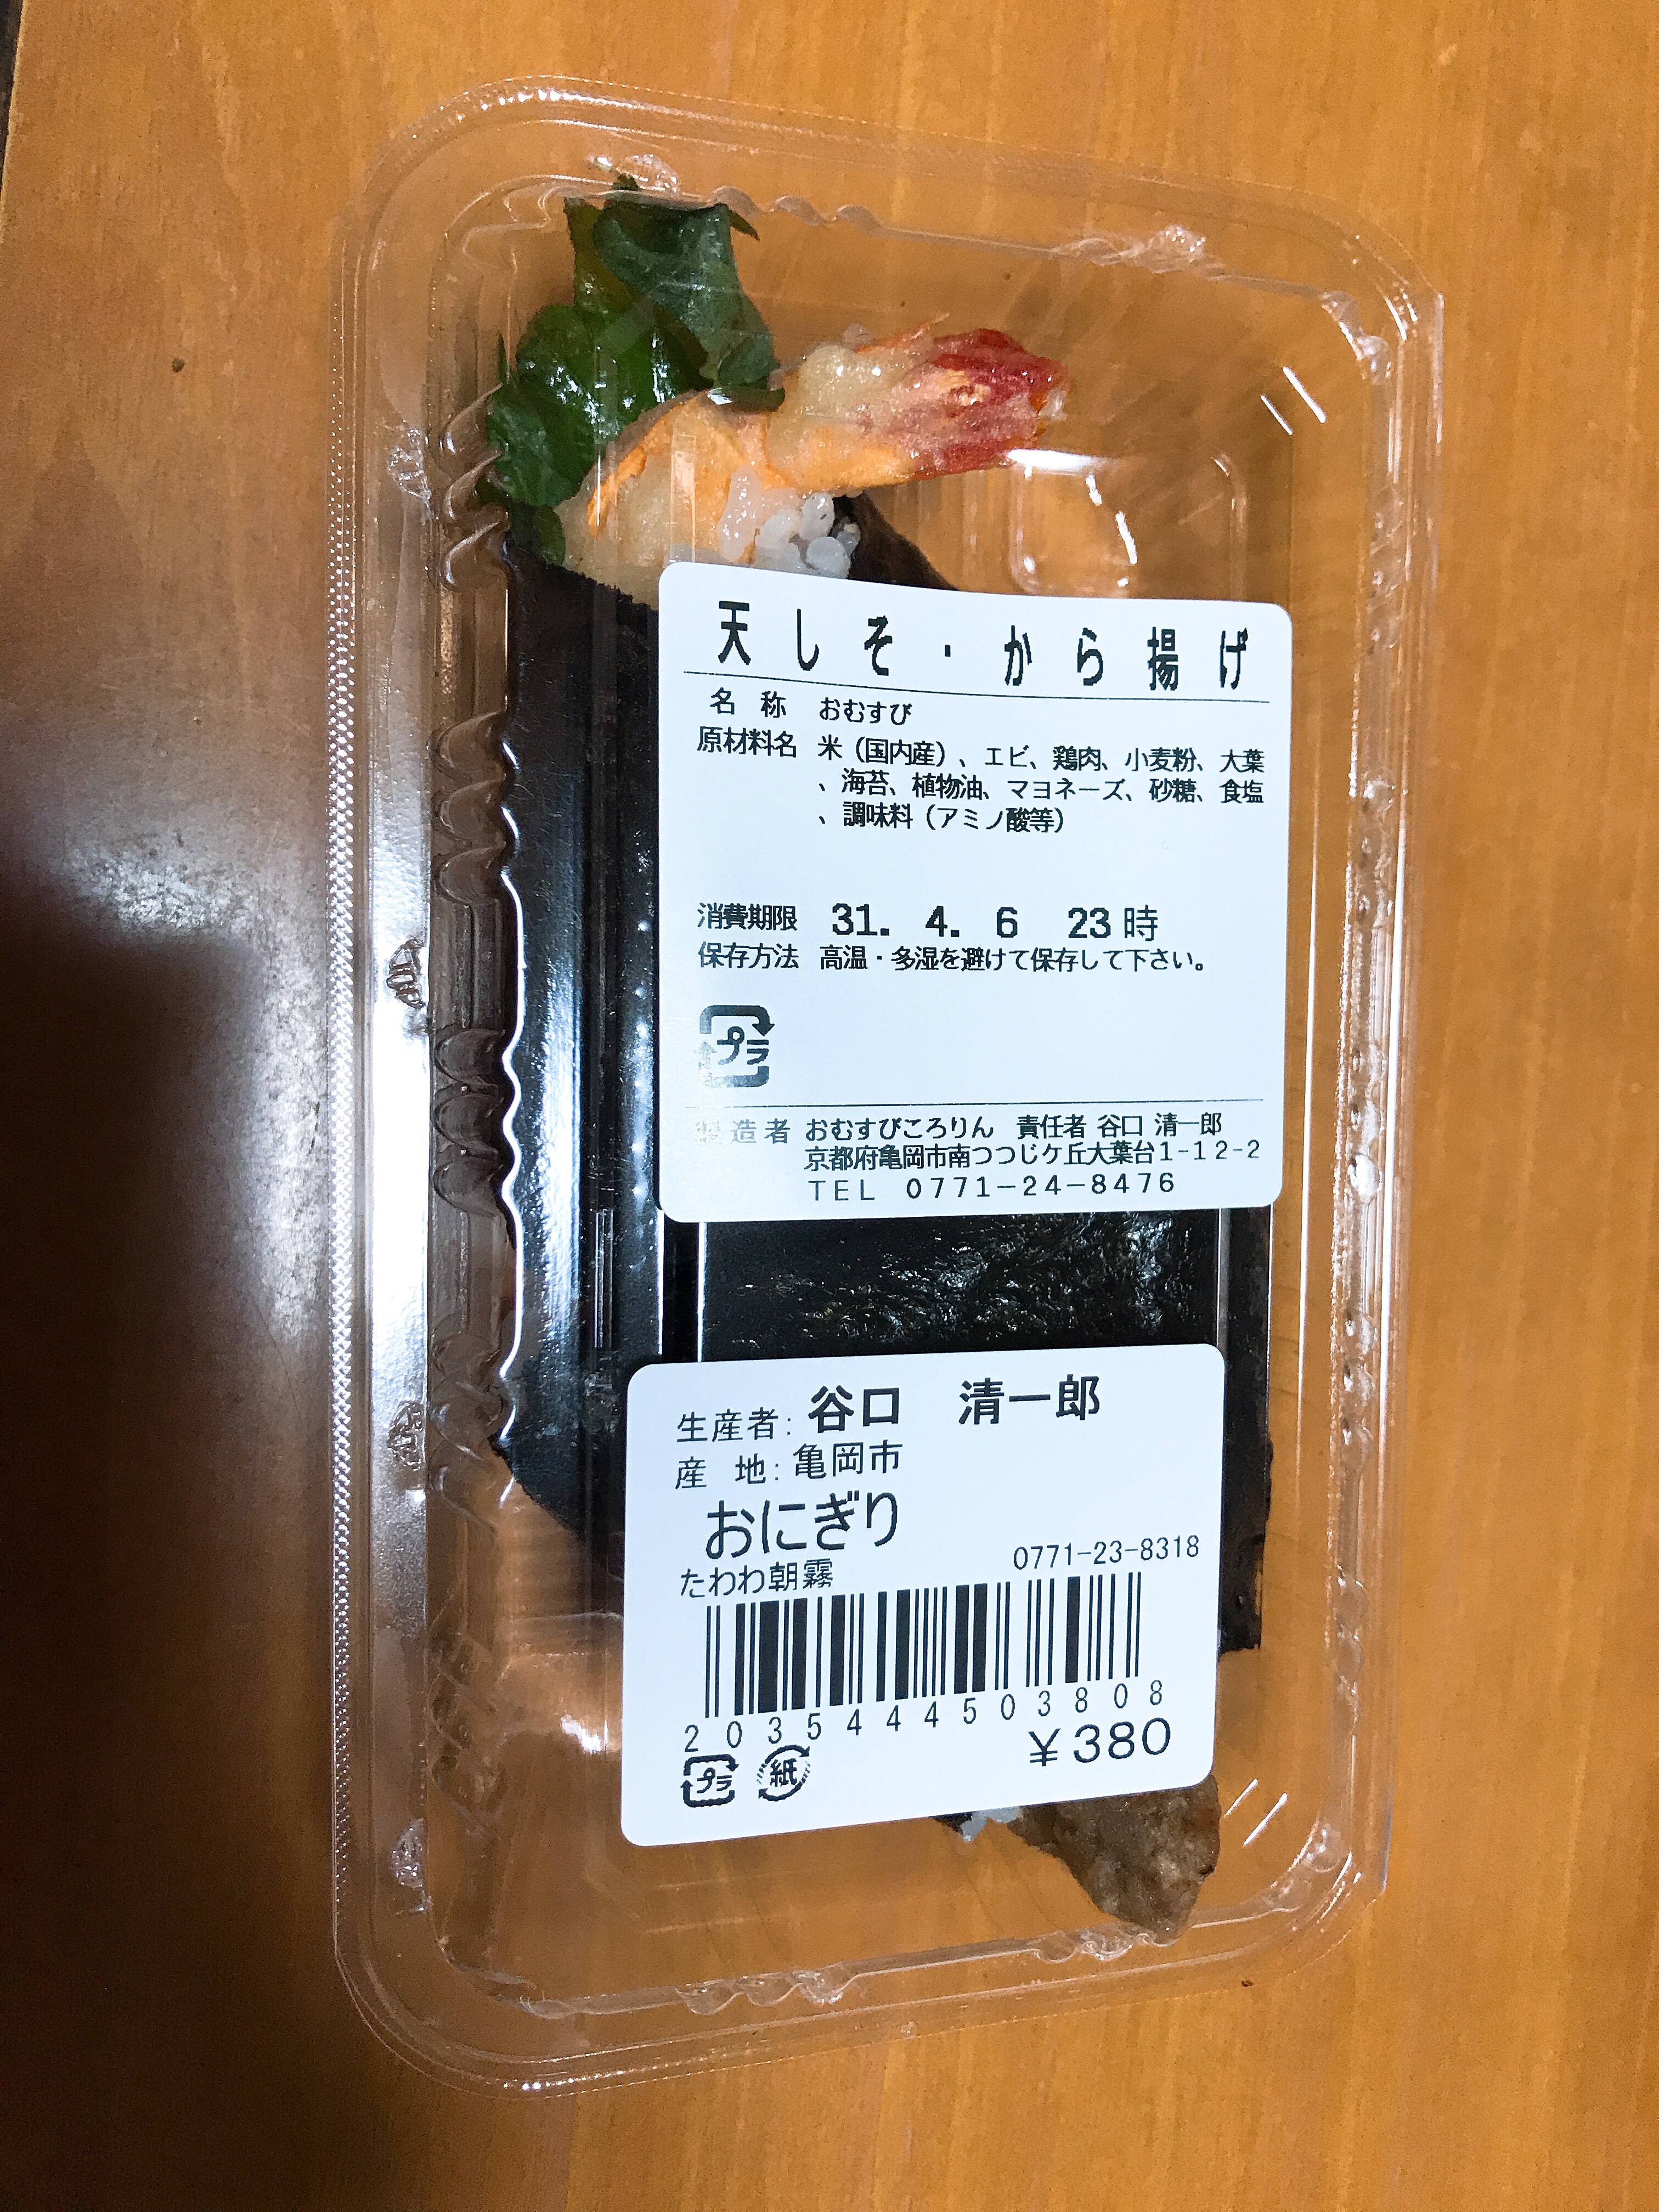 天しそ・から揚げ
名 称 おむすび
原材料名 米（国内産）、エビ、鶏肉、小麦粉、大葉
、海苔、植物油、マヨネーズ、砂糖、食塩
、調味料（アミノ酸等）
消費期限 31. 4. 6 23時
保存方法 高温・多湿を避けて保存して下さい。
プラ
製造者 おむすびころりん 責任者 谷口 清一郎
京都府亀岡市南つつじケ丘大葉台1-12-2
TEL 0771-24-8476
生産者: 谷口 清一郎
産 地: 亀岡市
おにぎり
たわわ朝霧 0771-23-8318
2035444503808
プラ 紙 ¥380